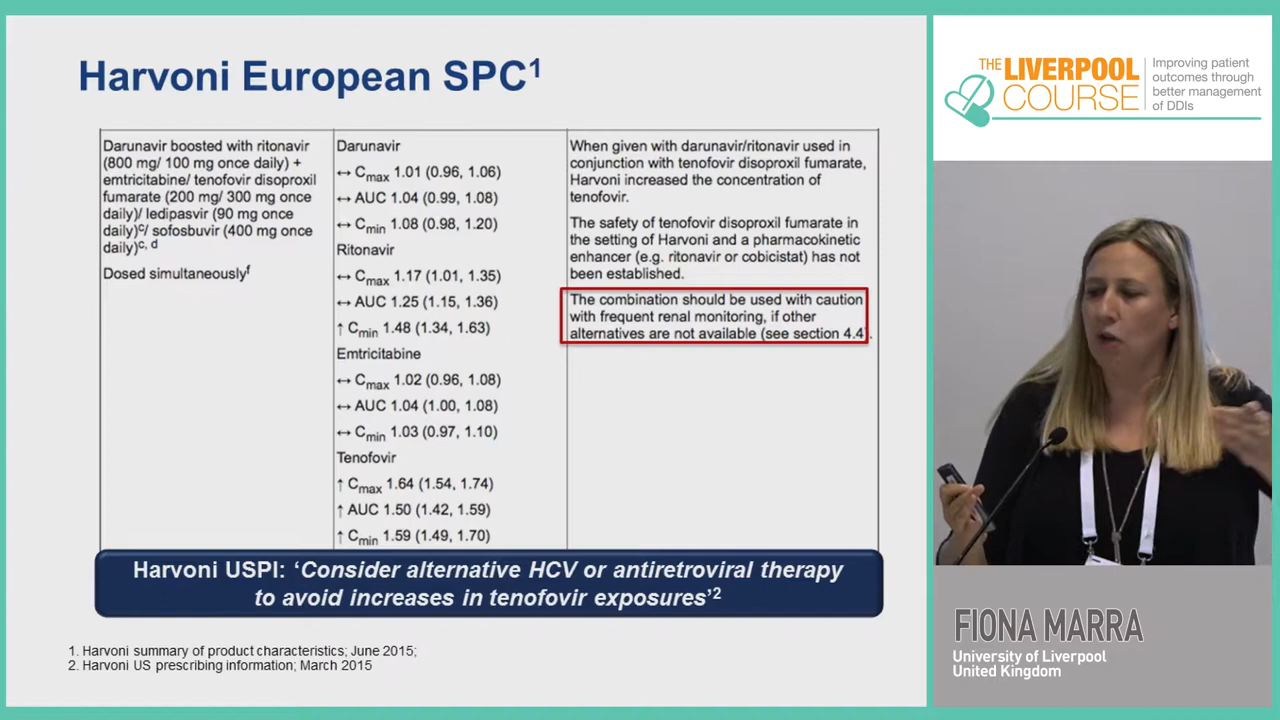 Harvoni European SPC1
Darunavir boosted with ritonavir
(800 mg/ 100 mg once daily) +
emtricitabine/ tenofovir disoproxil
fumarate (200 mg/ 300 mg once
daily)/ ledipasvir (90 mg once
daily)c/ sofosbuvir (400 mg once
daily)c, d
Dosed simultaneouslyf
Darunavir
↔ Cmax 1.01 (0.96, 1.06)
↔ AUC 1.04 (0.99, 1.08)
↔ Cmin 1.08 (0.98, 1.20)
Ritonavir
↔ Cmax 1.17 (1.01, 1.35)
↔ AUC 1.25 (1.15, 1.36)
↑ Cmin 1.48 (1.34, 1.63)
Emtricitabine
↔ Cmax 1.02 (0.96, 1.08)
↔ AUC 1.04 (1.00, 1.08)
↔ Cmin 1.03 (0.97, 1.10)
Tenofovir
↑ Cmax 1.64 (1.54, 1.74)
↑ AUC 1.50 (1.42, 1.59)
↑ Cmin 1.59 (1.49, 1.70)
When given with darunavir/ritonavir used in
conjunction with tenofovir disoproxil fumarate,
Harvoni increased the concentration of
tenofovir.
The safety of tenofovir disoproxil fumarate in
the setting of Harvoni and a pharmacokinetic
enhancer (e.g. ritonavir or cobicistat) has not
been established.
The combination should be used with caution
with frequent renal monitoring, if other
alternatives are not available (see section 4.4).
Harvoni USPI: ‘Consider alternative HCV or antiretroviral therapy
to avoid increases in tenofovir exposures’2
1. Harvoni summary of product characteristics; June 2015;
2. Harvoni US prescribing information; March 2015
THE LIVERPOOL
COURSE
Improving patient
outcomes through
better management
of DDIs
FIONA MARRA
University of Liverpool
United Kingdom